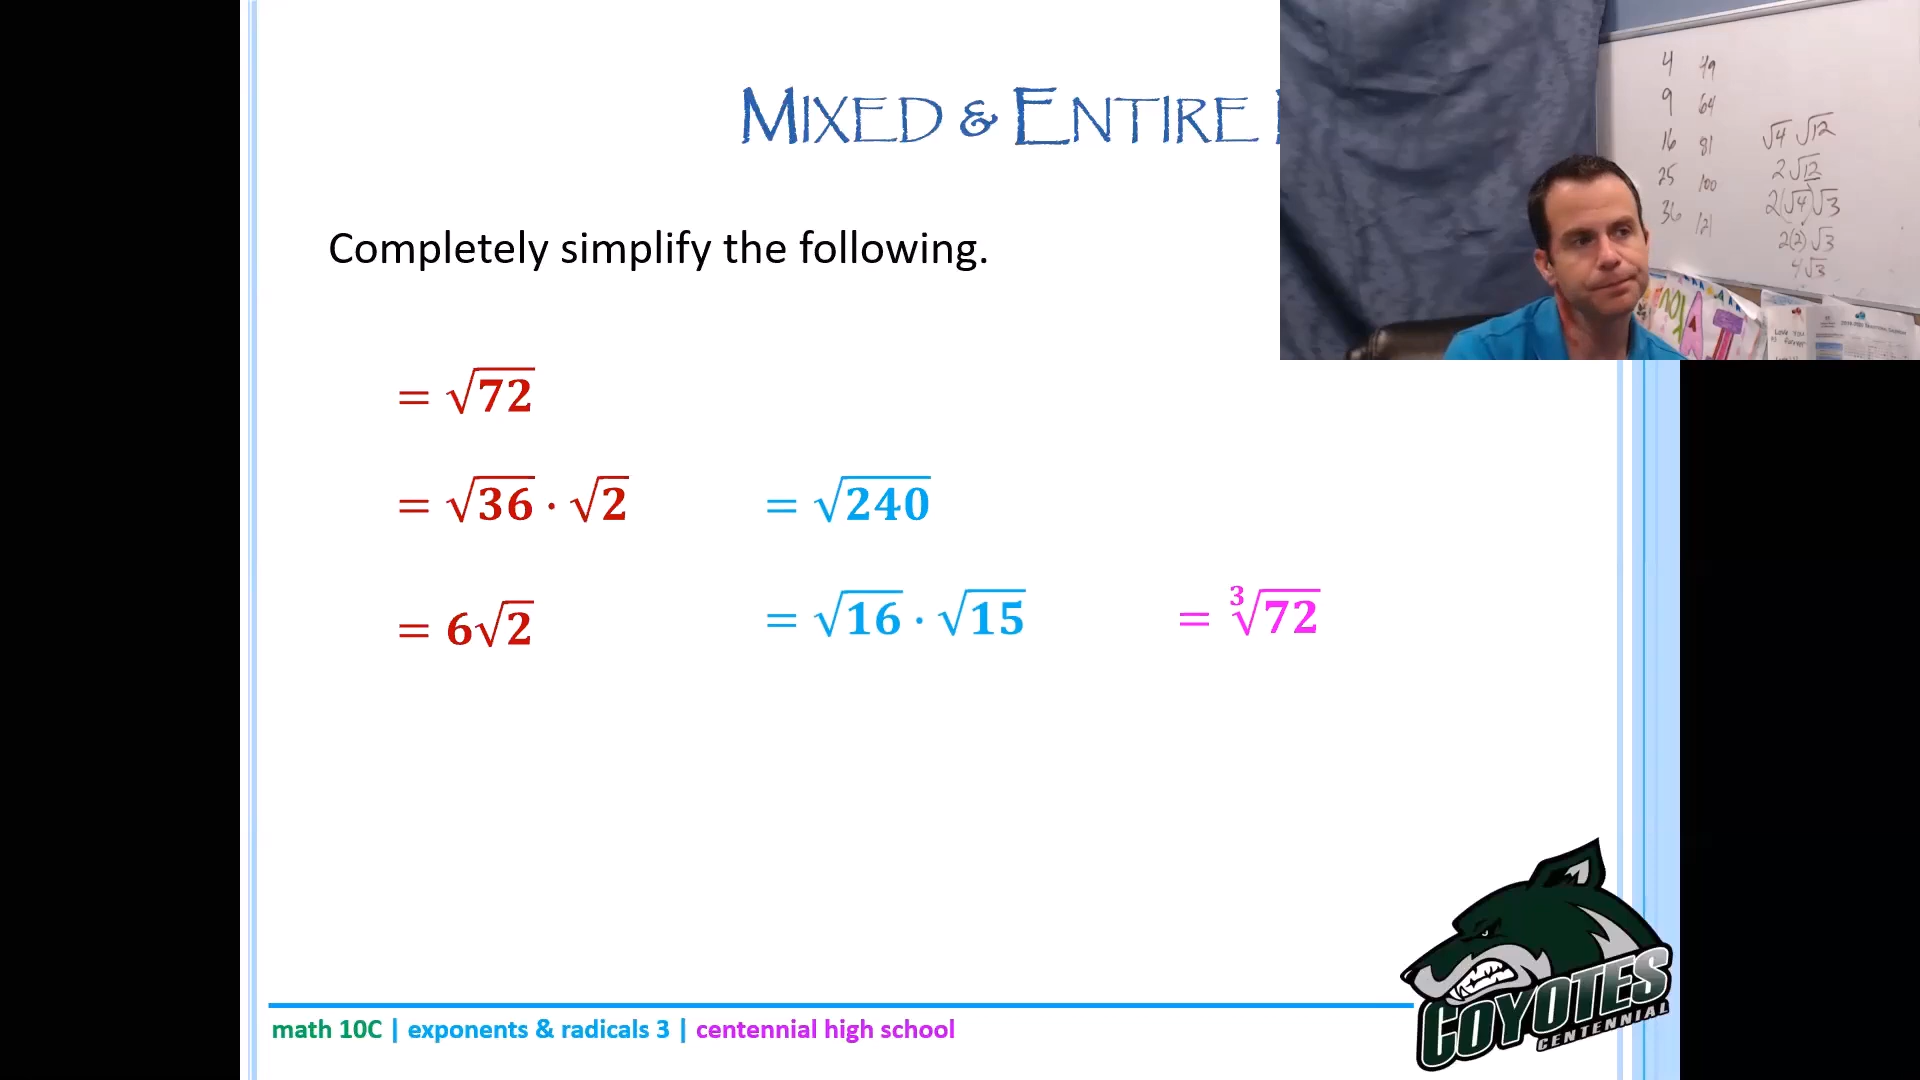 MIXED & ENTIRE
Completely simplify the following.
= √72
= √36 · √2
= 6√2
= √240
= √16 · √15
= ∛72
4 49
9 64
16 81
25 100
36 121
√4 √12
2√12
2(√4)√3
2(2)√3
4√3
COYOTES
CENTENNIAL
math 10C | exponents & radicals 3 | centennial high school